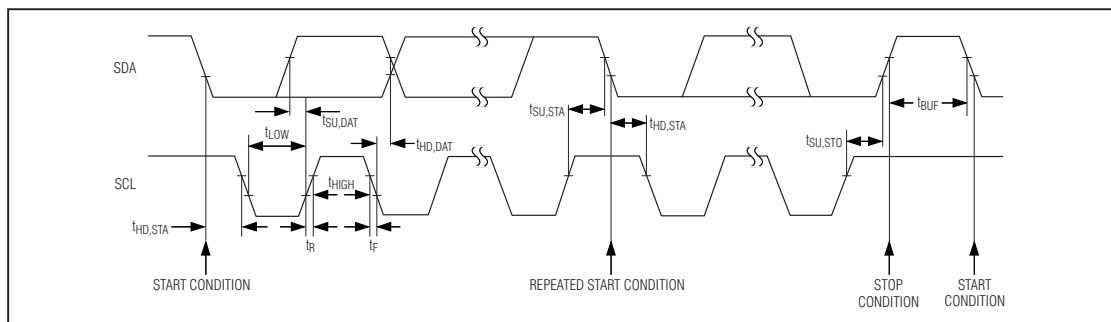 SDA
tSU,DAT
tLOW
tHD,DAT
tSU,STA
tHD,STA
tBUF
tSU,STO
SCL
tHIGH
tHD,STA
tR
tF
START CONDITION
REPEATED START CONDITION
STOP
CONDITION
START
CONDITION